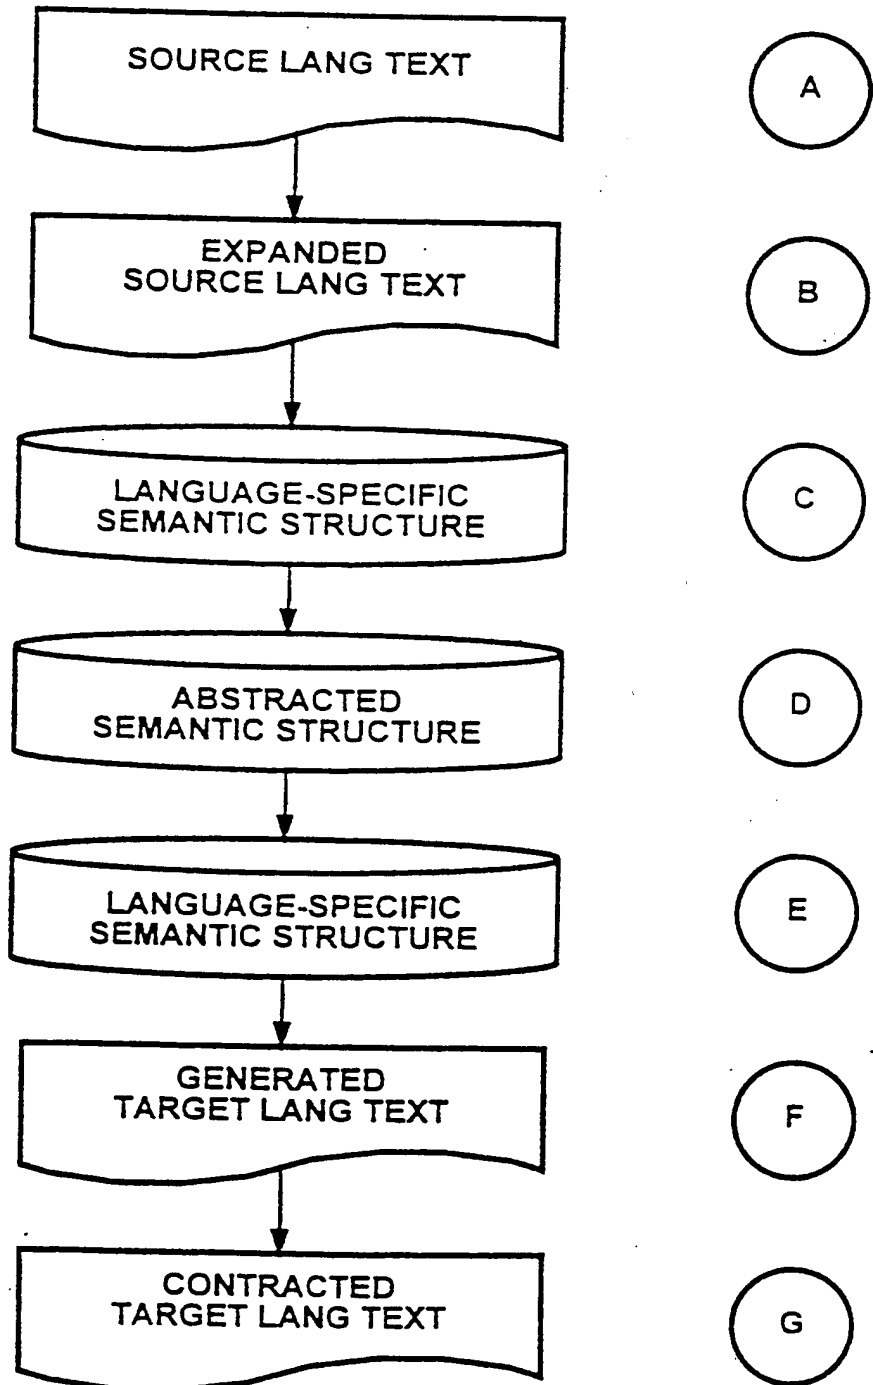 SOURCE LANG TEXT
A
EXPANDED
SOURCE LANG TEXT
B
LANGUAGE-SPECIFIC
SEMANTIC STRUCTURE
C
ABSTRACTED
SEMANTIC STRUCTURE
D
LANGUAGE-SPECIFIC
SEMANTIC STRUCTURE
E
GENERATED
TARGET LANG TEXT
F
CONTRACTED
TARGET LANG TEXT
G